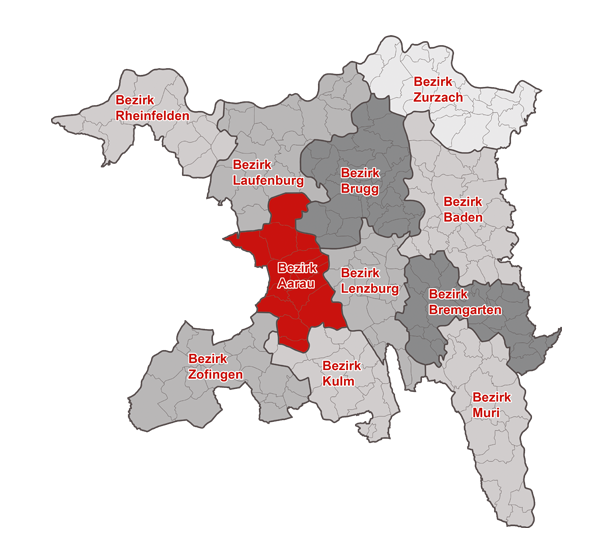 Bezirk
Zurzach
Bezirk
Rheinfelden
Bezirk
Laufenburg
Bezirk
Brugg
Bezirk
Baden
Bezirk
Aarau
Bezirk
Lenzburg
Bezirk
Bremgarten
Bezirk
Zofingen
Bezirk
Kulm
Bezirk
Muri